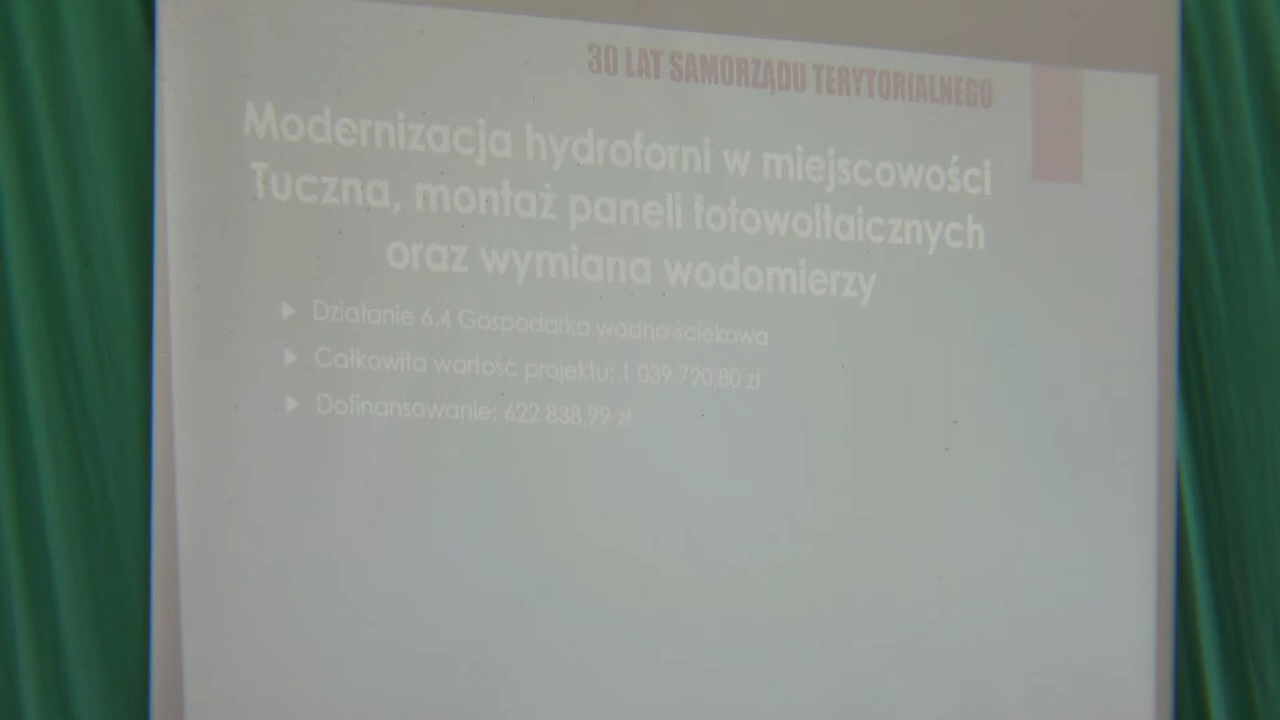 30 LAT SAMORZĄDU TERYTORIALNEGO
Modernizacja hydroforni w miejscowości
Tuczna, montaż paneli fotowoltaicznych
oraz wymiana wodomierzy
Działanie 6,4 Gospodarka wodno-ściekowa
Całkowita wartość projektu: 1 039 720,80 zł
Dofinansowanie: 622 838,99 zł